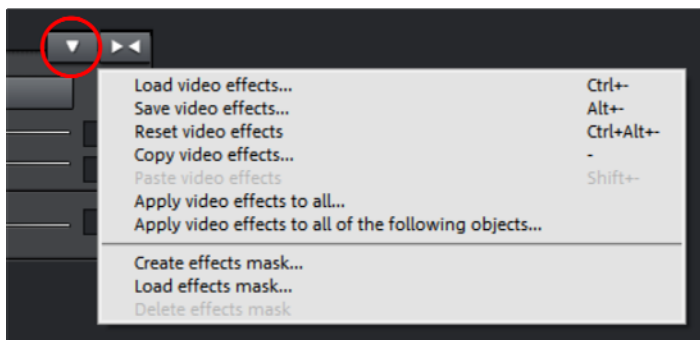 Load video effects... Ctrl+-
Save video effects... Alt+-
Reset video effects Ctrl+Alt+-
Copy video effects... -
Paste video effects Shift+-
Apply video effects to all...
Apply video effects to all of the following objects...
Create effects mask...
Load effects mask...
Delete effects mask